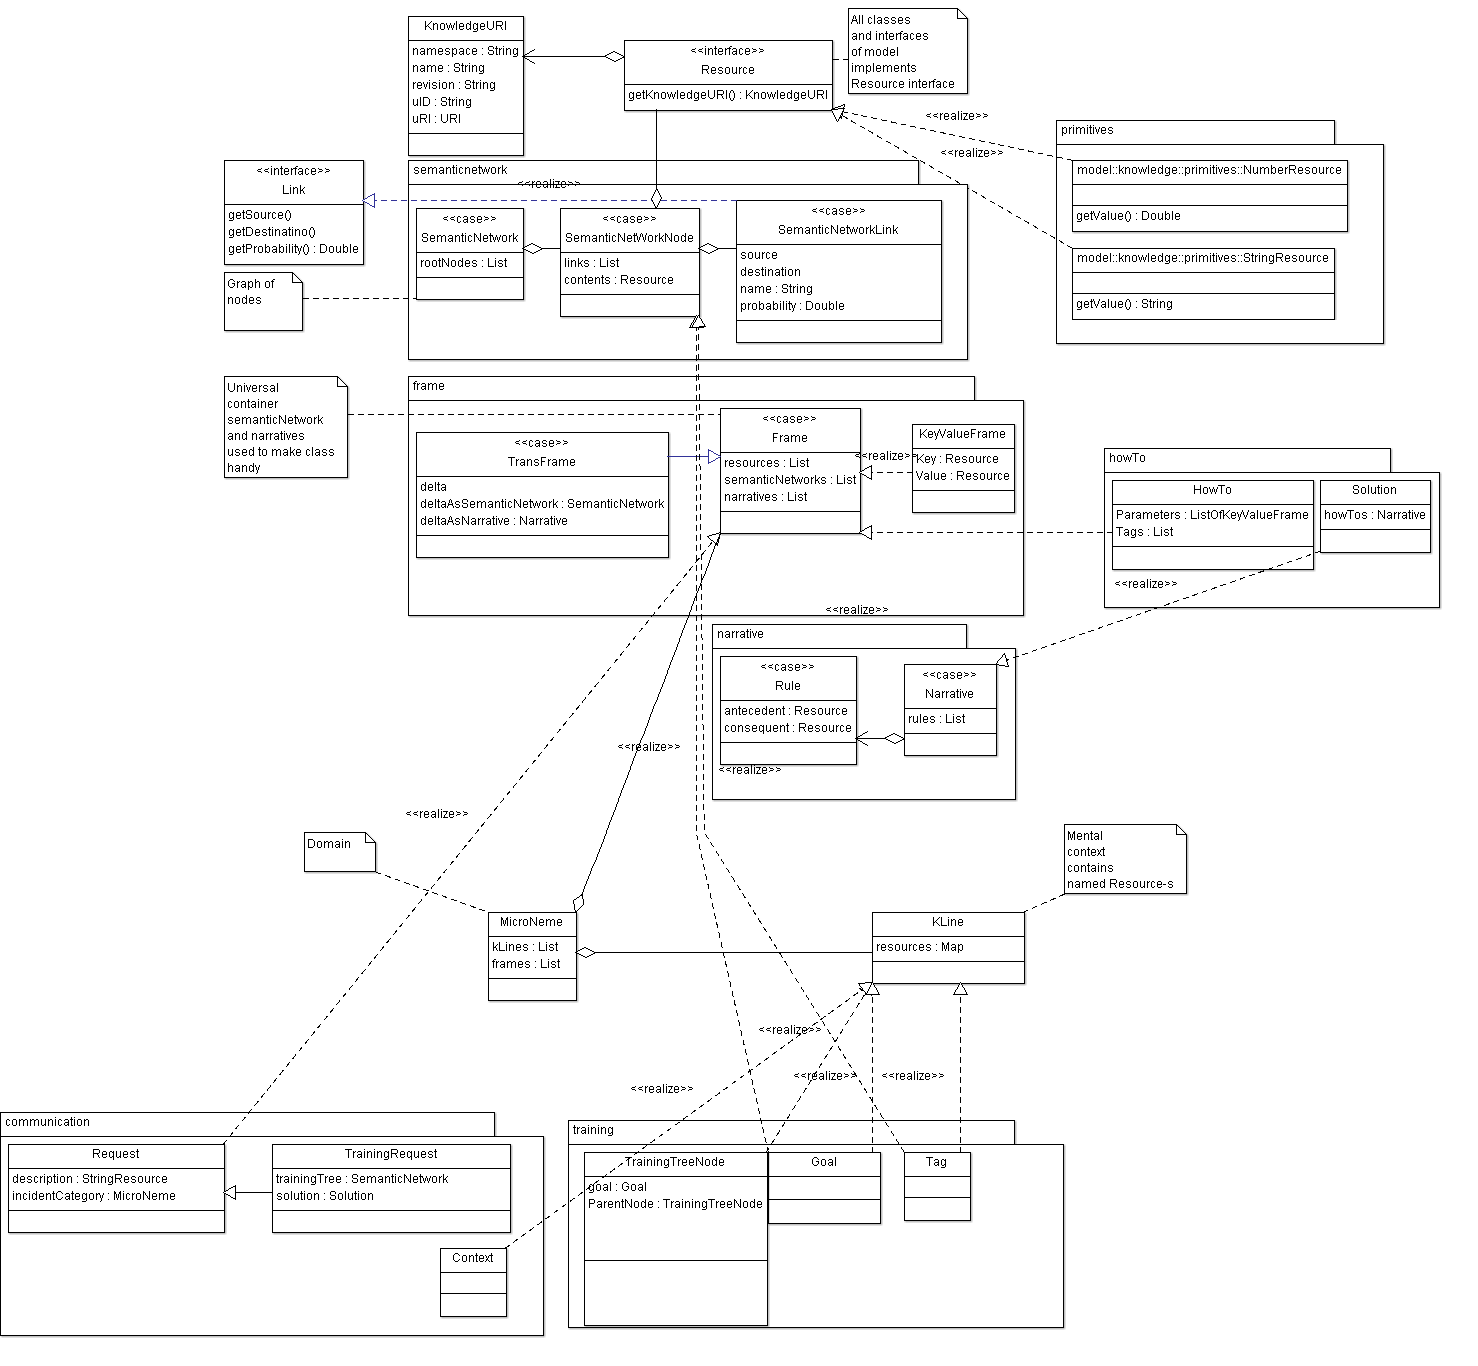 KnowledgeURI
namespace : String
name : String
revision : String
uID : String
uRI : URI
<<interface>>
Resource
getKnowledgeURI() : KnowledgeURI
All classes
and interfaces
of model
implements
Resource interface
<<realize>>
<<realize>>
primitives
model::knowledge::primitives::NumberResource
getValue() : Double
model::knowledge::primitives::StringResource
getValue() : String
<<interface>>
Link
getSource()
getDestinatino()
getProbability() : Double
semanticnetwork
<<realize>>
<<case>>
SemanticNetwork
rootNodes : List
<<case>>
SemanticNetWorkNode
links : List
contents : Resource
<<case>>
SemanticNetworkLink
source
destination
name : String
probability : Double
Graph of
nodes
Universal
container
semanticNetwork
and narratives
used to make class
handy
frame
<<case>>
TransFrame
delta
deltaAsSemanticNetwork : SemanticNetwork
deltaAsNarrative : Narrative
<<case>>
Frame
resources : List
semanticNetworks : List
narratives : List
<<realize>>
KeyValueFrame
Key : Resource
Value : Resource
howTo
HowTo
Parameters : ListOfKeyValueFrame
Tags : List
Solution
howTos : Narrative
<<realize>>
<<realize>>
narrative
<<case>>
Rule
antecedent : Resource
consequent : Resource
<<case>>
Narrative
rules : List
<<realize>>
<<realize>>
<<realize>>
Domain
Mental
context
contains
named Resource-s
MicroNeme
kLines : List
frames : List
KLine
resources : Map
<<realize>>
<<realize>>
<<realize>>
<<realize>>
communication
Request
description : StringResource
incidentCategory : MicroNeme
TrainingRequest
trainingTree : SemanticNetwork
solution : Solution
Context
training
TrainingTreeNode
goal : Goal
ParentNode : TrainingTreeNode
Goal
Tag